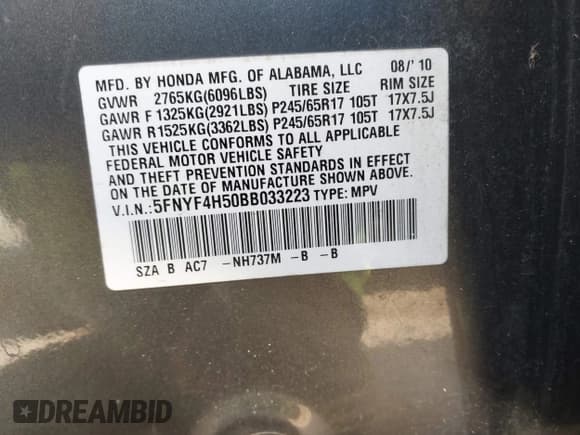 MFD. BY HONDA MFG. OF ALABAMA, LLC 08/'10
GVWR 2765KG(6096LBS) TIRE SIZE RIM SIZE
GAWR F 1325KG(2921LBS) P245/65R17 105T 17X7.5J
GAWR R1525KG(3362LBS) P245/65R17 105T 17X7.5J
THIS VEHICLE CONFORMS TO ALL APPLICABLE
FEDERAL MOTOR VEHICLE SAFETY
AND THEFT PREVENTION STANDARDS IN EFFECT
ON THE DATE OF MANUFACTURE SHOWN ABOVE.
V.I.N.:5FNYF4H50BB033223 TYPE: MPV
SZA B AC7 -NH737M -B -B
DREAMBID